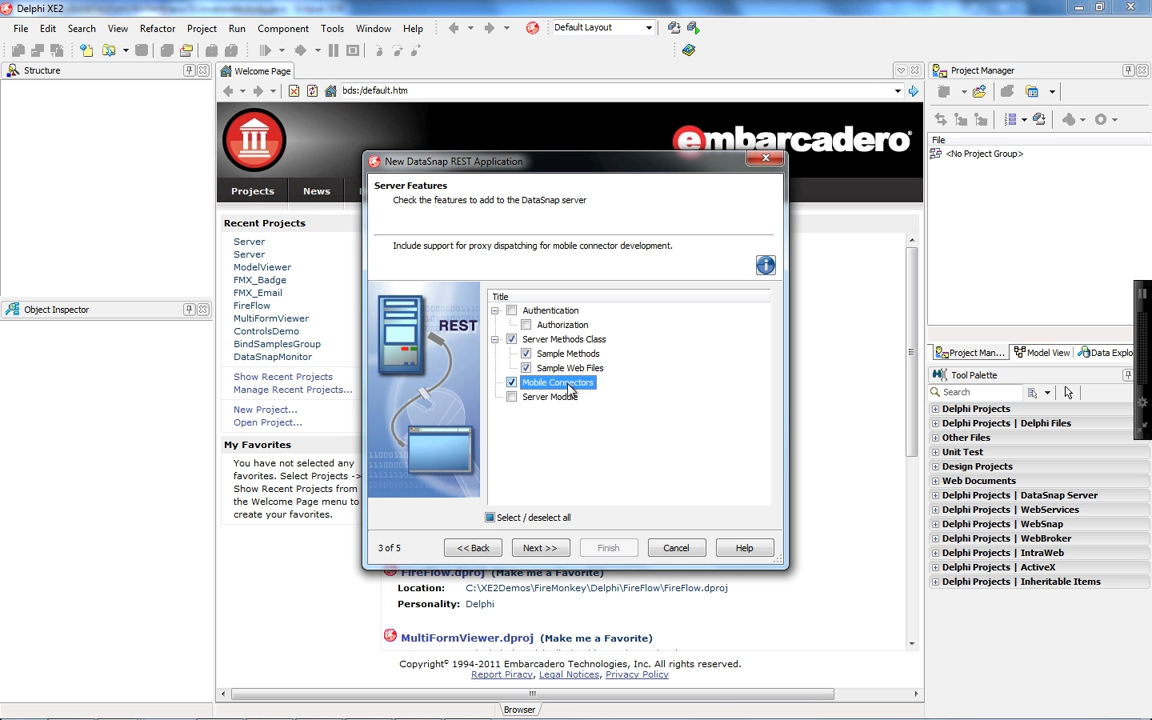 Delphi XE2
File Edit Search View Refactor Project Run Component Tools Window Help
Default Layout
Structure
Welcome Page
bds:/default.htm
embarcadero
Projects News
Recent Projects
Server
Server
ModelViewer
FMX_Badge
FMX_Email
FireFlow
MultiFormViewer
ControlsDemo
BindSamplesGroup
DataSnapMonitor
Show Recent Projects
Manage Recent Projects...
New Project...
Open Project...
My Favorites
You have not selected any
favorites. Select Projects ->
Show Recent Projects from
the Welcome Page menu to
create your favorites.
Object Inspector
New DataSnap REST Application
Server Features
Check the features to add to the DataSnap server
Include support for proxy dispatching for mobile connector development.
REST
Title
Authentication
Authorization
Server Methods Class
Sample Methods
Sample Web Files
Mobile Connectors
Server Module
Select / deselect all
3 of 5
<< Back
Next >>
Finish
Cancel
Help
FireFlow.dproj (Make me a Favorite)
Location: C:\XE2Demos\FireMonkey\Delphi\FireFlow\FireFlow.dproj
Personality: Delphi
MultiFormViewer.dproj (Make me a Favorite)
Copyright© 1994-2011 Embarcadero Technologies, Inc. All rights reserved.
Report Piracy, Legal Notices, Privacy Policy
Browser
Project Manager
File
<No Project Group>
Project Man... Model View Data Explo
Tool Palette
Search
Delphi Projects
Delphi Projects | Delphi Files
Other Files
Unit Test
Design Projects
Web Documents
Delphi Projects | DataSnap Server
Delphi Projects | WebServices
Delphi Projects | WebSnap
Delphi Projects | WebBroker
Delphi Projects | IntraWeb
Delphi Projects | ActiveX
Delphi Projects | Inheritable Items